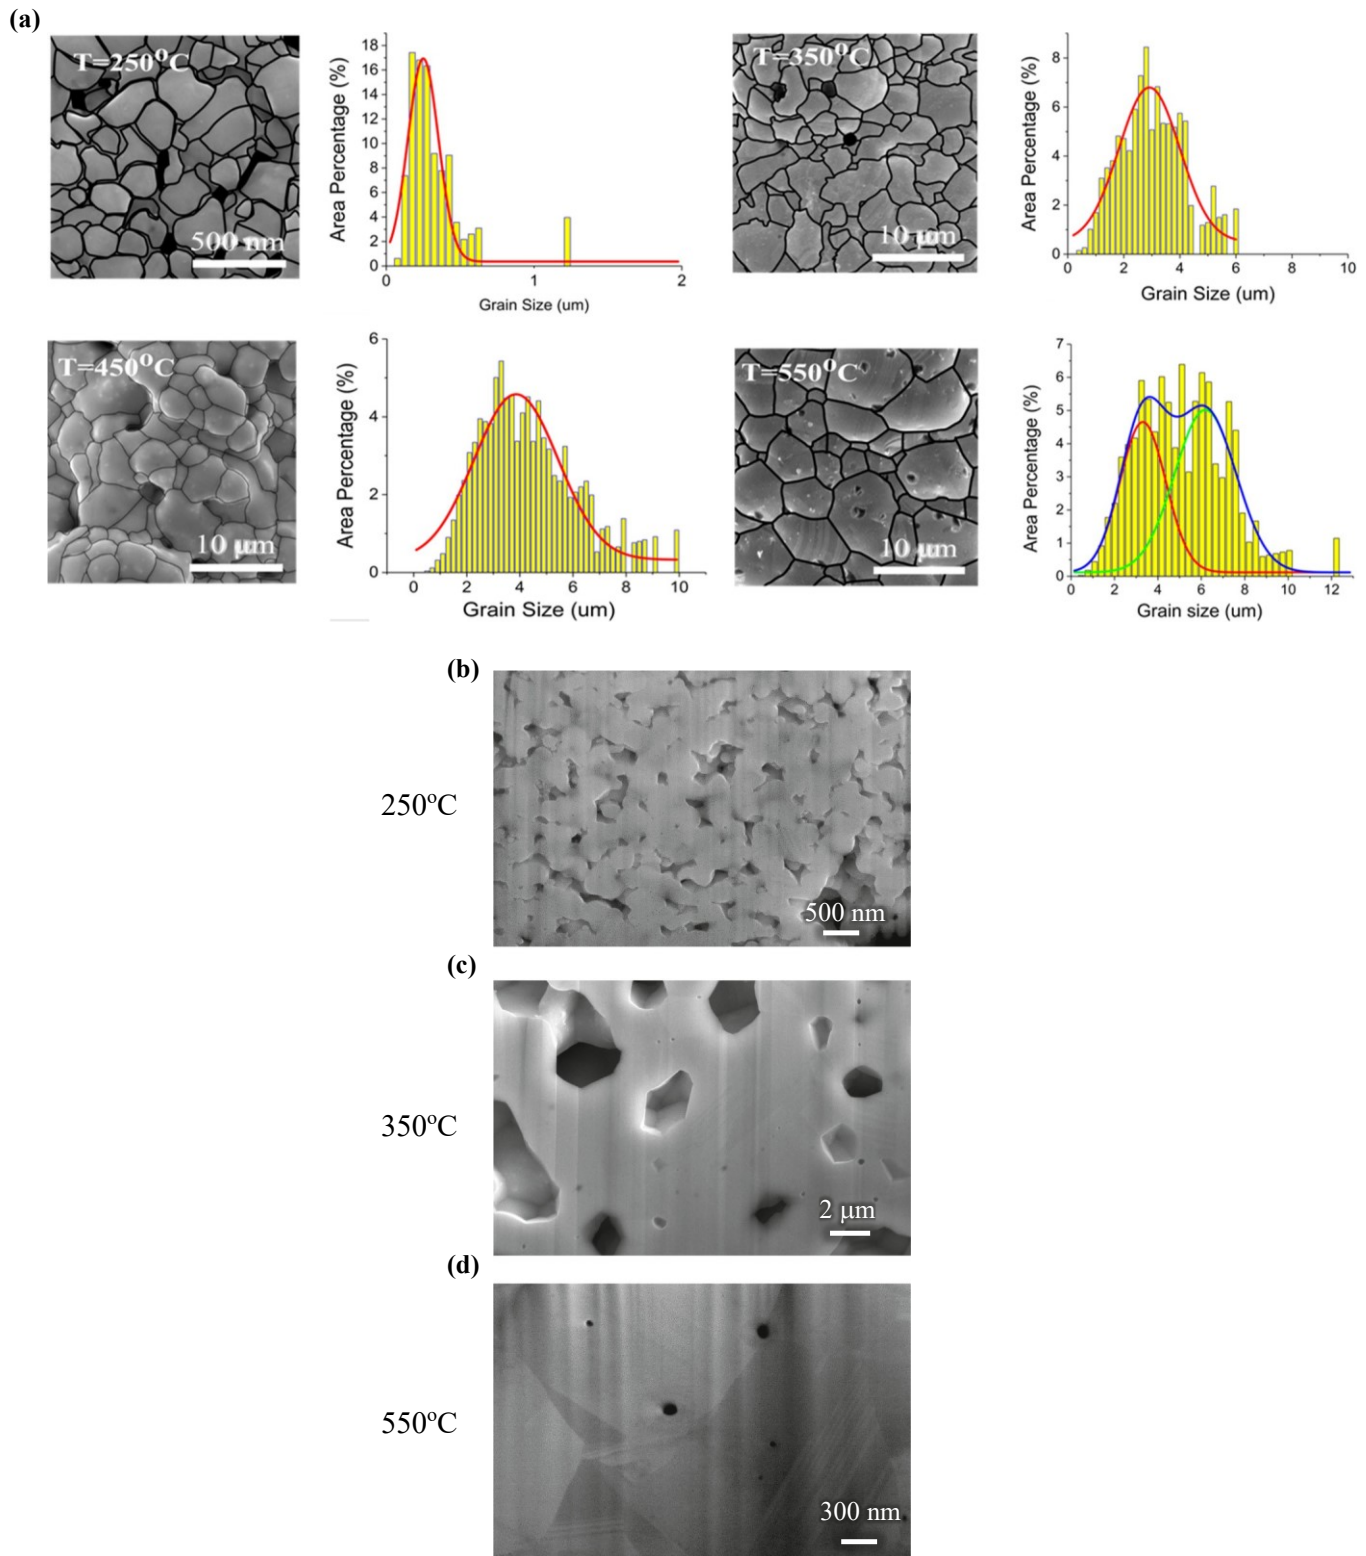 (a)
T=250°C
500 nm
Area Percentage (%)
18
16
14
12
10
8
6
4
2
0
0 1 2
Grain Size (um)
T=350°C
10 μm
Area Percentage (%)
8
6
4
2
0
0 2 4 6 8 10
Grain Size (um)
T=450°C
10 μm
Area Percentage (%)
6
4
2
0
0 2 4 6 8 10
Grain Size (um)
T=550°C
10 μm
Area Percentage (%)
7
6
5
4
3
2
1
0
0 2 4 6 8 10 12
Grain size (um)
(b)
250°C
500 nm
(c)
350°C
2 μm
(d)
550°C
300 nm